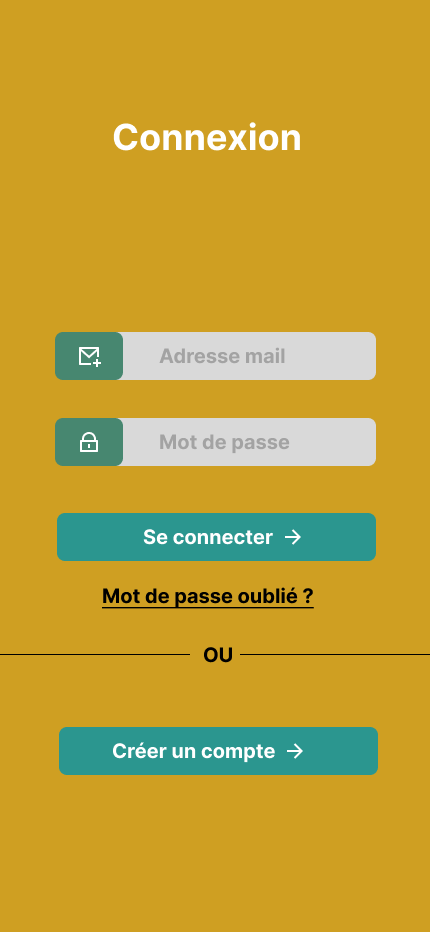 Connexion
Adresse mail
Mot de passe
Se connecter
Mot de passe oublié ?
OU
Créer un compte